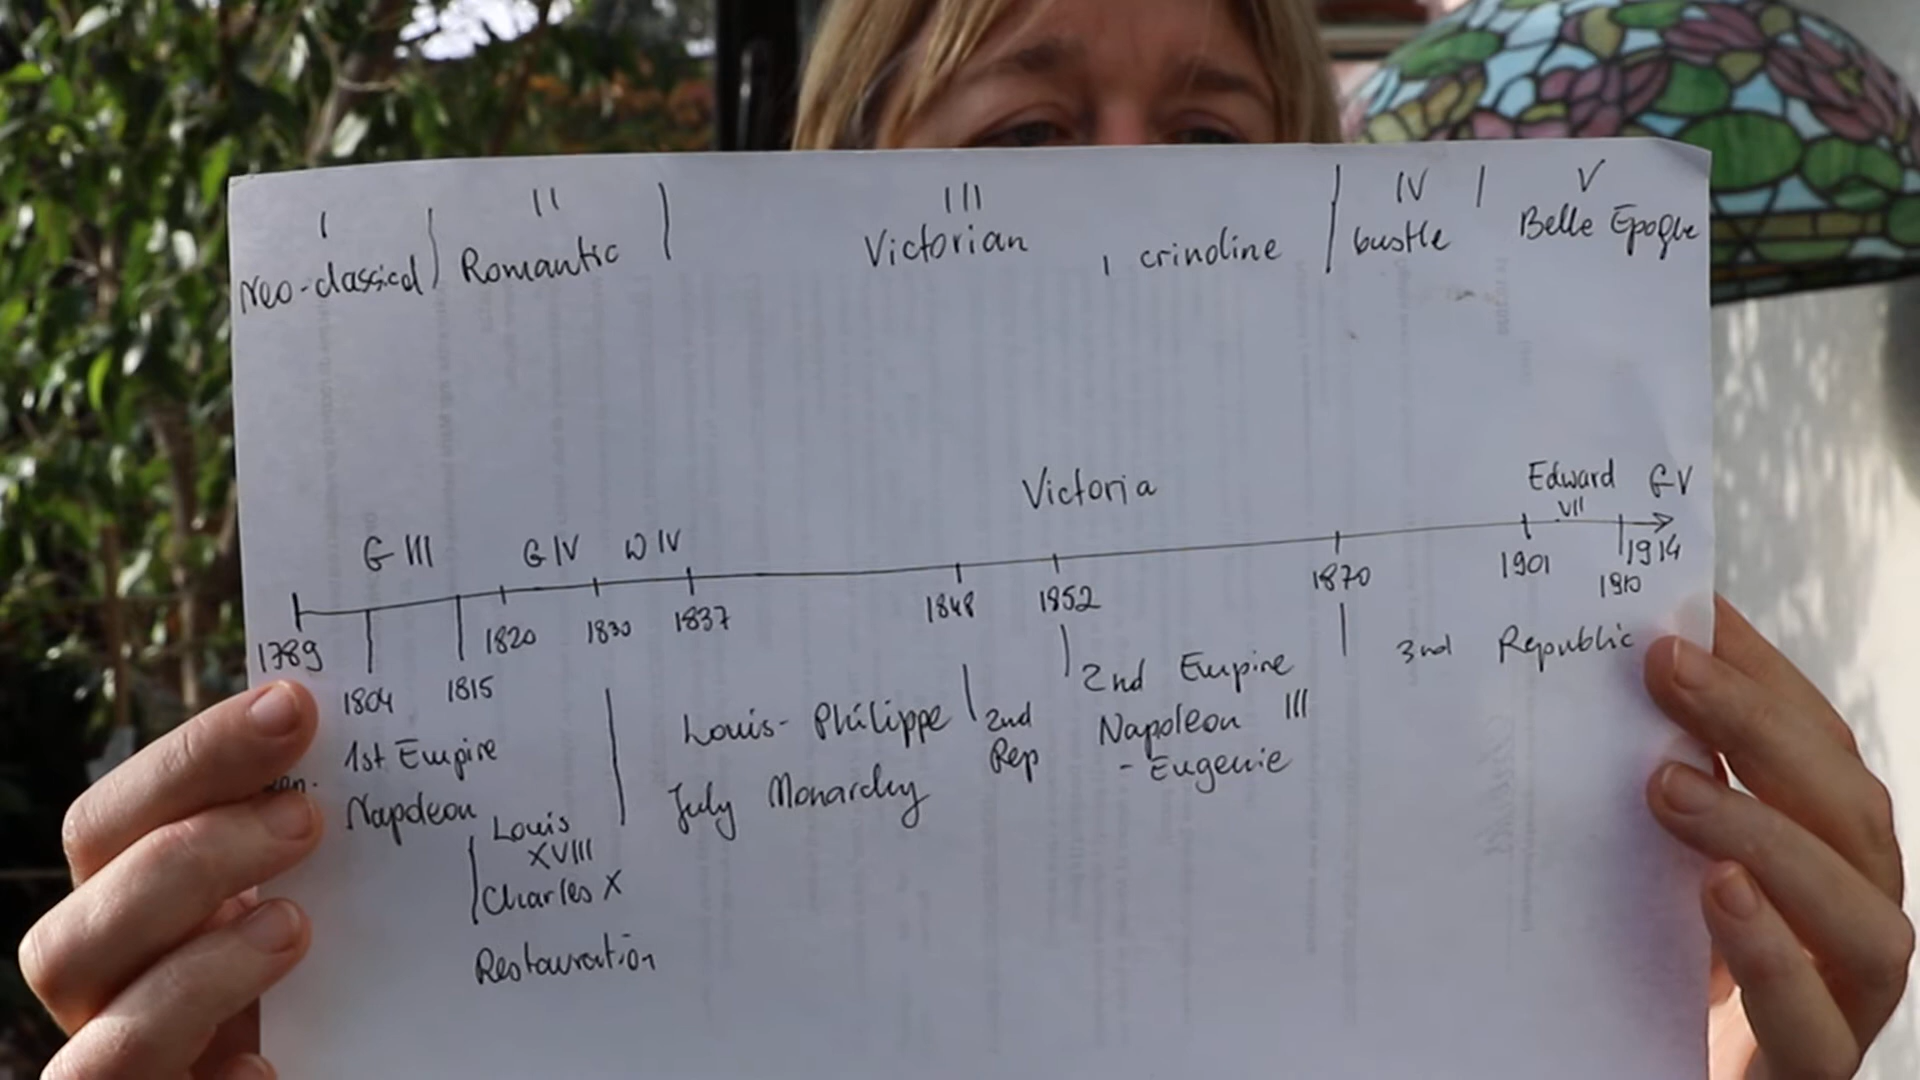 I II III IV V
Neo-classical Romantic Victorian crinoline bustle Belle Epoque
Victoria Edward VII G V
G III G IV W IV
1789 1804 1815 1820 1830 1837 1848 1852 1870 1901 1910 1914
1st Empire
Napoleon
Louis
XVIII
Charles X
Restauration
Louis-Philippe
July Monarchy
2nd
Rep
2nd Empire
Napoleon III
- Eugenie
3nd Republic